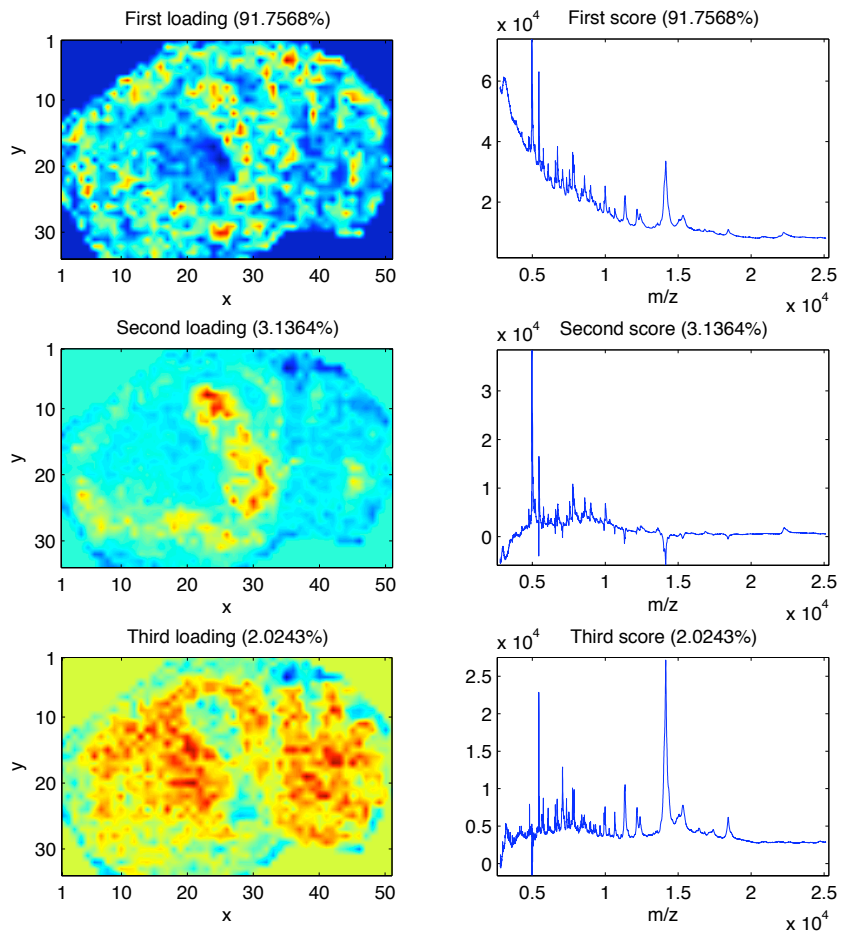 First loading (91.7568%)
1
10
20
30
y
1 10 20 30 40 50
x
First score (91.7568%)
x 10^4
6
4
2
0.5 1 1.5 2 2.5
m/z
x 10^4
Second loading (3.1364%)
1
10
20
30
y
1 10 20 30 40 50
x
Second score (3.1364%)
x 10^4
3
2
1
0
0.5 1 1.5 2 2.5
m/z
x 10^4
Third loading (2.0243%)
1
10
20
30
y
1 10 20 30 40 50
x
Third score (2.0243%)
x 10^4
2.5
2
1.5
1
0.5
0
0.5 1 1.5 2 2.5
m/z
x 10^4